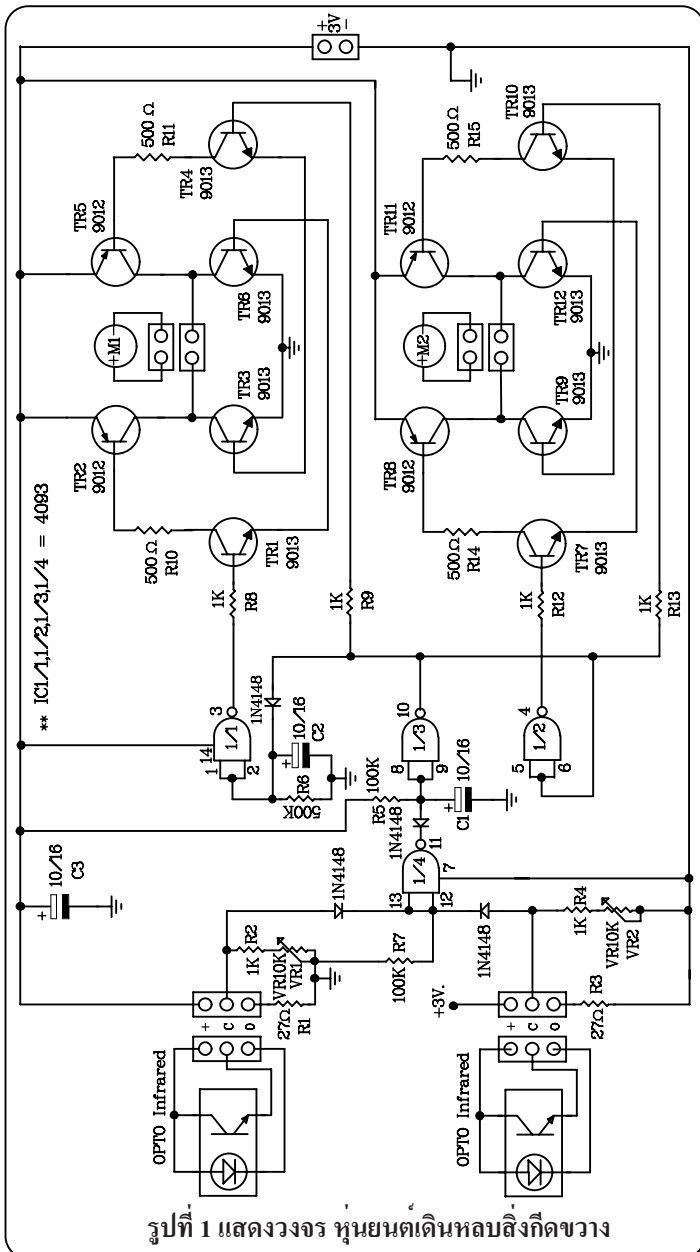 +
3V
-
TR10
9013
500 Ω
R15
TR11
9012
TR12
9013
+M2
TR9
9013
TR8
9012
500Ω
R14
TR7
9013
1K
R12
1K
R13
500 Ω
R11
TR4
9013
TR5
9012
TR6
9013
+M1
TR3
9013
TR2
9012
500 Ω
R10
TR1
9013
1K
R8
1K
R9
** IC1/1,1/2,1/3,1/4 = 4093
1N4148
14
1
2
1/1
3
+
10/16
C2
R6
500K
8
9
1/3
10
5
6
1/2
4
100K
R5
1N4148
+
10/16
C1
+
10/16
C3
13
12
1/4
11
7
1N4148
1N4148
R2
1K
VR10K
VR1
R7
100K
R4
1K
VR10K
VR2
+
C
O
27Ω
R1
+3V.
+
C
O
27Ω
R3
OPTO Infrared
OPTO Infrared
รูปที่ 1 แสดงวงจร หุ่นยนต์เดินหลบสิ่งกีดขวาง